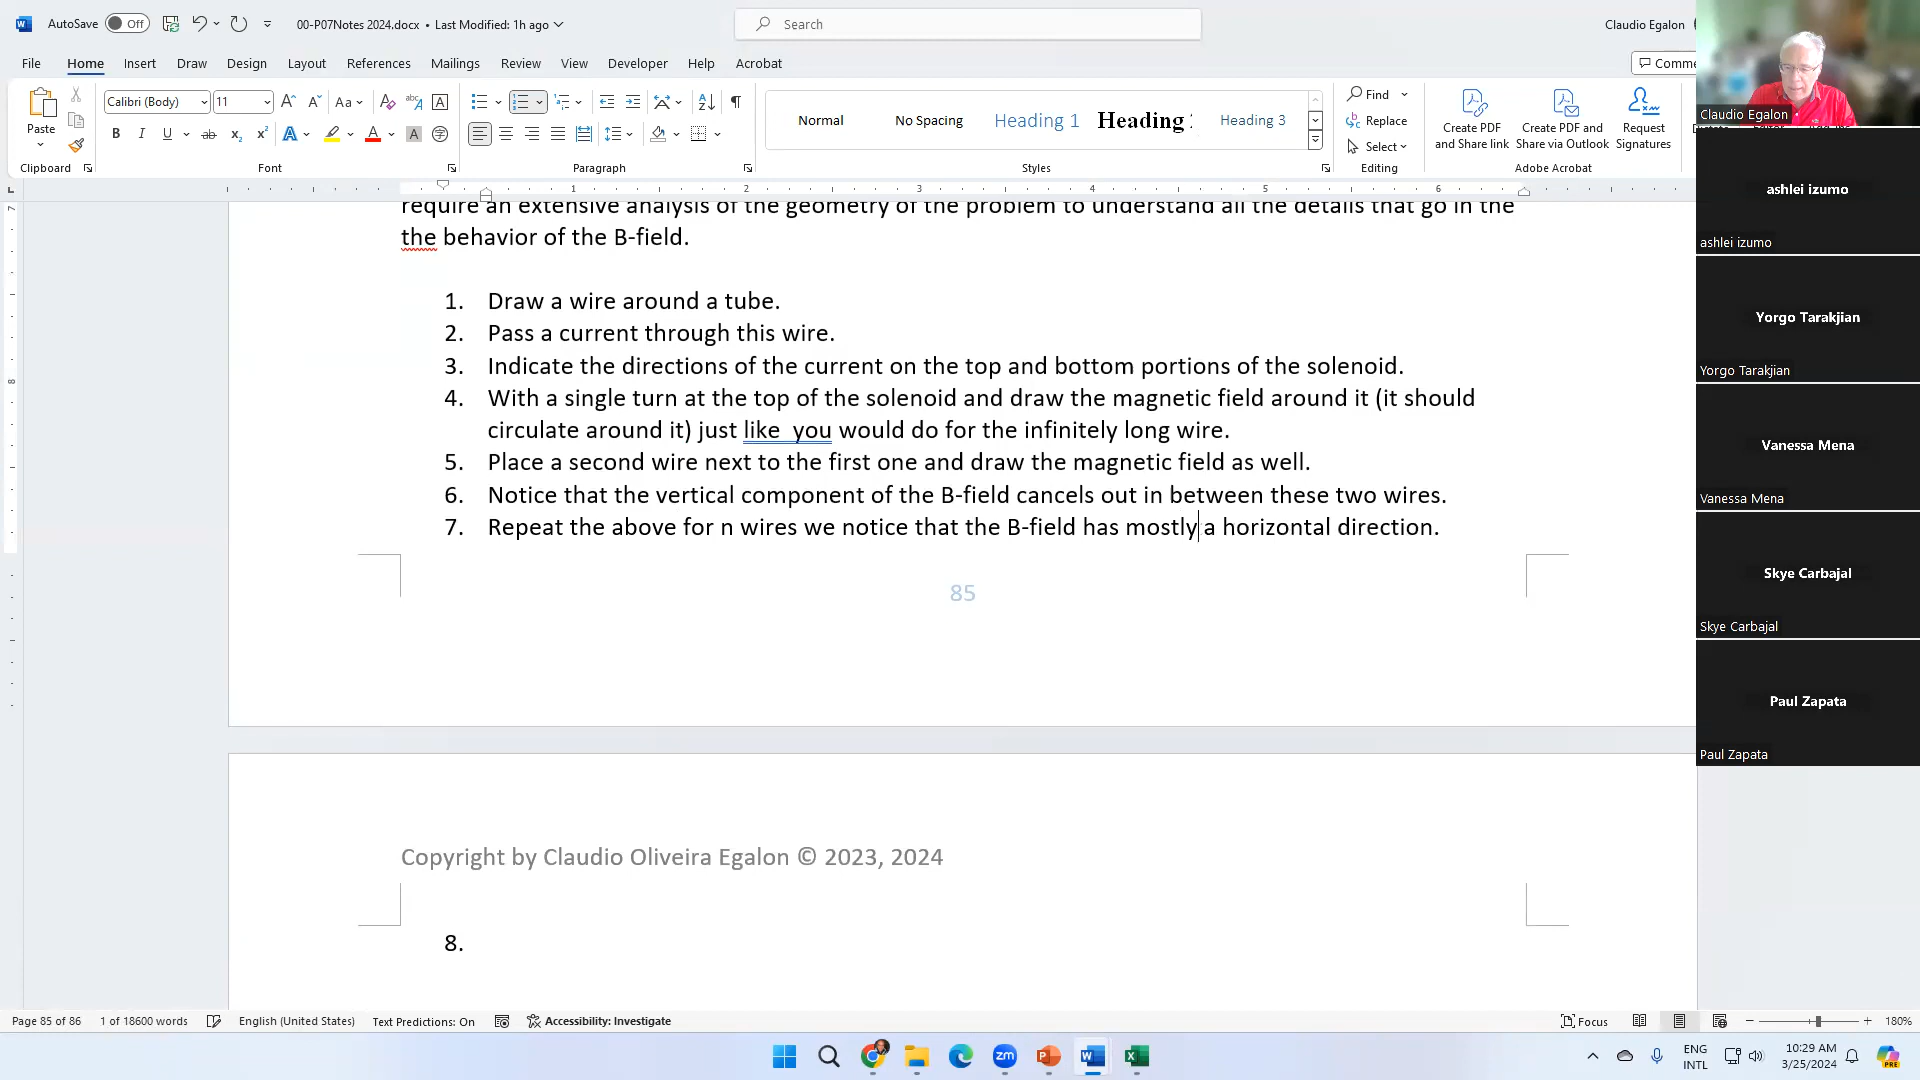 AutoSave Off 00-P07Notes 2024.docx • Last Modified: 1h ago Search Claudio Egalon
File Home Insert Draw Design Layout References Mailings Review View Developer Help Acrobat Comme
Paste Calibri (Body) 11 Normal No Spacing Heading 1 Heading 2 Heading 3 Find Replace Select Create PDF and Share link Create PDF and Share via Outlook Request Signatures
Clipboard Font Paragraph Styles Editing Adobe Acrobat
1 2 3 4 5 6
require an extensive analysis of the geometry of the problem to understand all the details that go in the
the behavior of the B-field.
1. Draw a wire around a tube.
2. Pass a current through this wire.
3. Indicate the directions of the current on the top and bottom portions of the solenoid.
4. With a single turn at the top of the solenoid and draw the magnetic field around it (it should
circulate around it) just like  you would do for the infinitely long wire.
5. Place a second wire next to the first one and draw the magnetic field as well.
6. Notice that the vertical component of the B-field cancels out in between these two wires.
7. Repeat the above for n wires we notice that the B-field has mostly a horizontal direction.
85
Copyright by Claudio Oliveira Egalon © 2023, 2024
8.
Claudio Egalon
ashlei izumo
ashlei izumo
Yorgo Tarakjian
Yorgo Tarakjian
Vanessa Mena
Vanessa Mena
Skye Carbajal
Skye Carbajal
Paul Zapata
Paul Zapata
Page 85 of 86 1 of 18600 words English (United States) Text Predictions: On Accessibility: Investigate Focus 180%
ENG
INTL
10:29 AM
3/25/2024